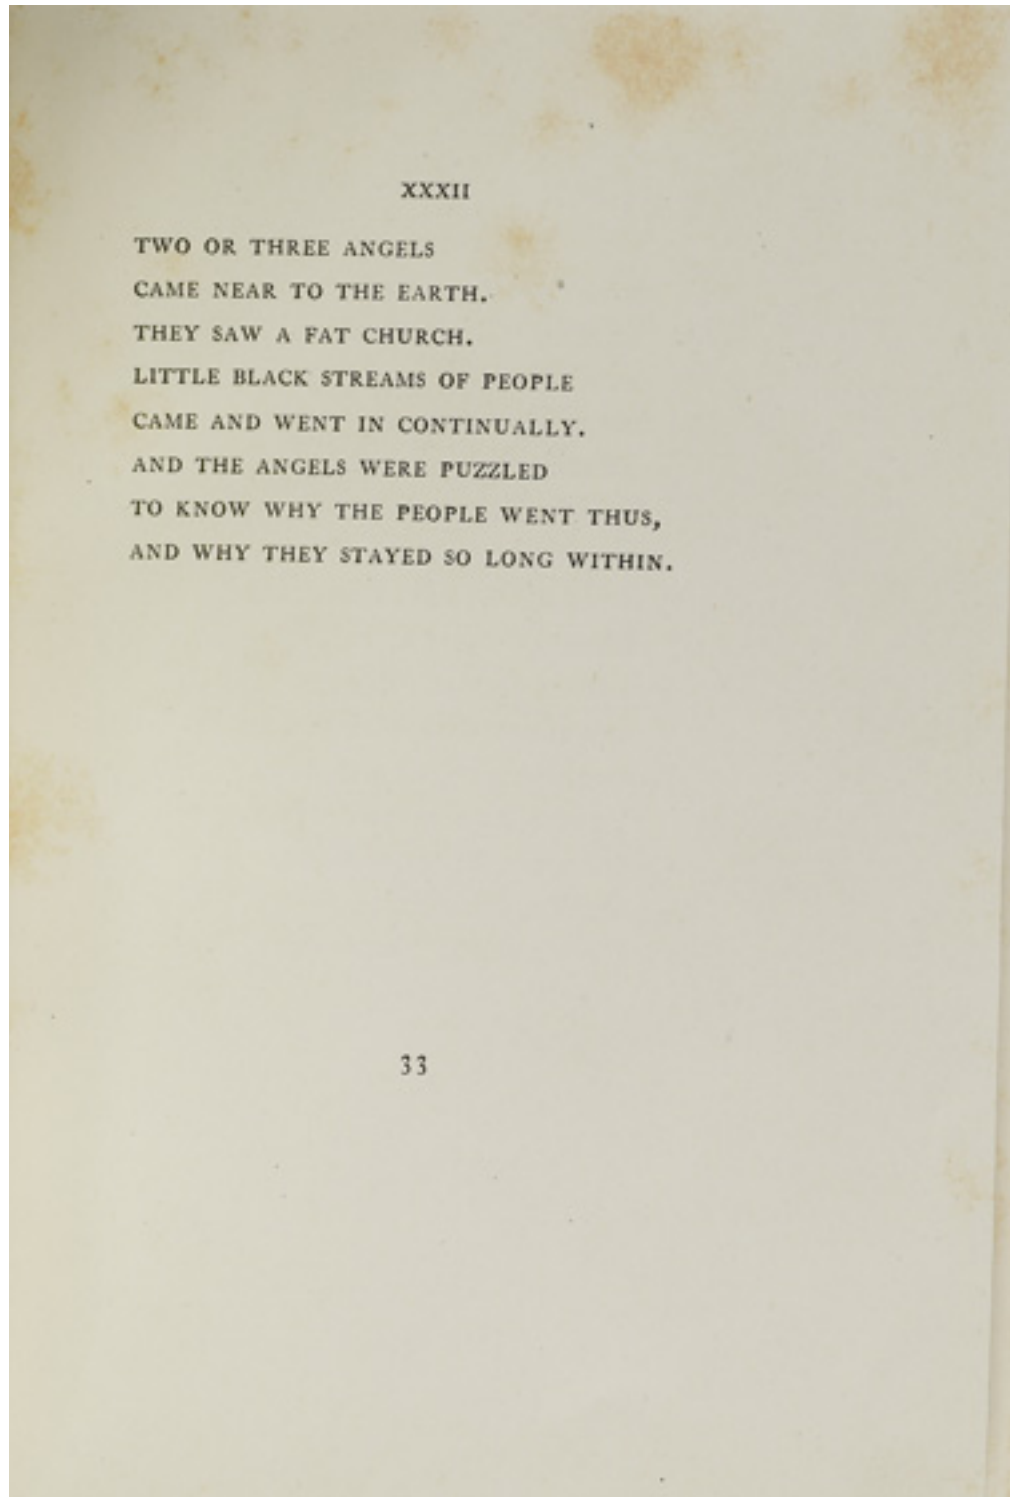 XXXII
TWO OR THREE ANGELS
CAME NEAR TO THE EARTH.
THEY SAW A FAT CHURCH.
LITTLE BLACK STREAMS OF PEOPLE
CAME AND WENT IN CONTINUALLY.
AND THE ANGELS WERE PUZZLED
TO KNOW WHY THE PEOPLE WENT THUS,
AND WHY THEY STAYED SO LONG WITHIN.
33